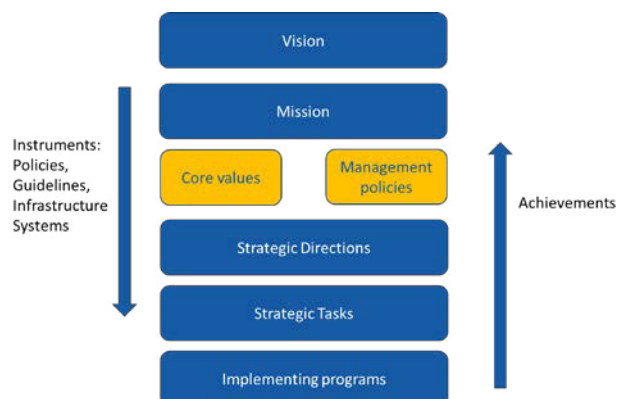 Vision
Mission
Instruments:
Policies,
Guidelines,
Infrastructure
Systems
Core values
Management
policies
Achievements
Strategic Directions
Strategic Tasks
Implementing programs